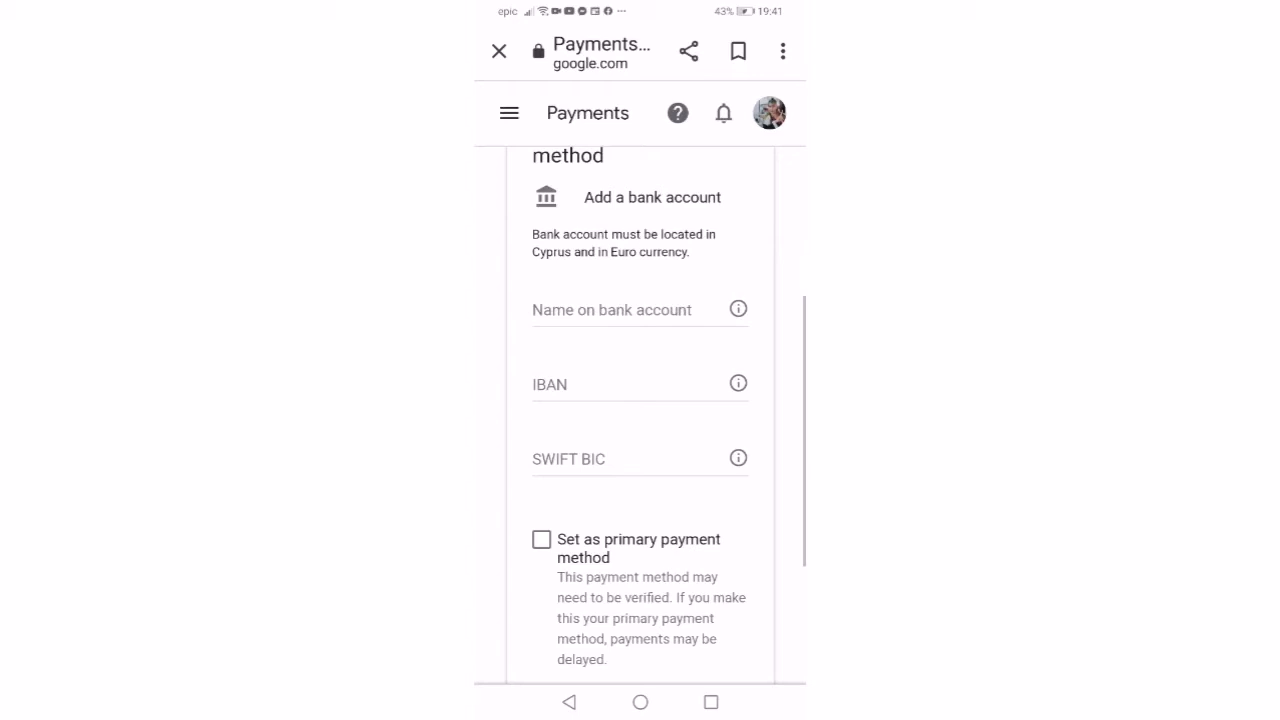 epic 43% 19:41
Payments...
google.com
Payments
method
Add a bank account
Bank account must be located in
Cyprus and in Euro currency.
Name on bank account
IBAN
SWIFT BIC
Set as primary payment
method
This payment method may
need to be verified. If you make
this your primary payment
method, payments may be
delayed.